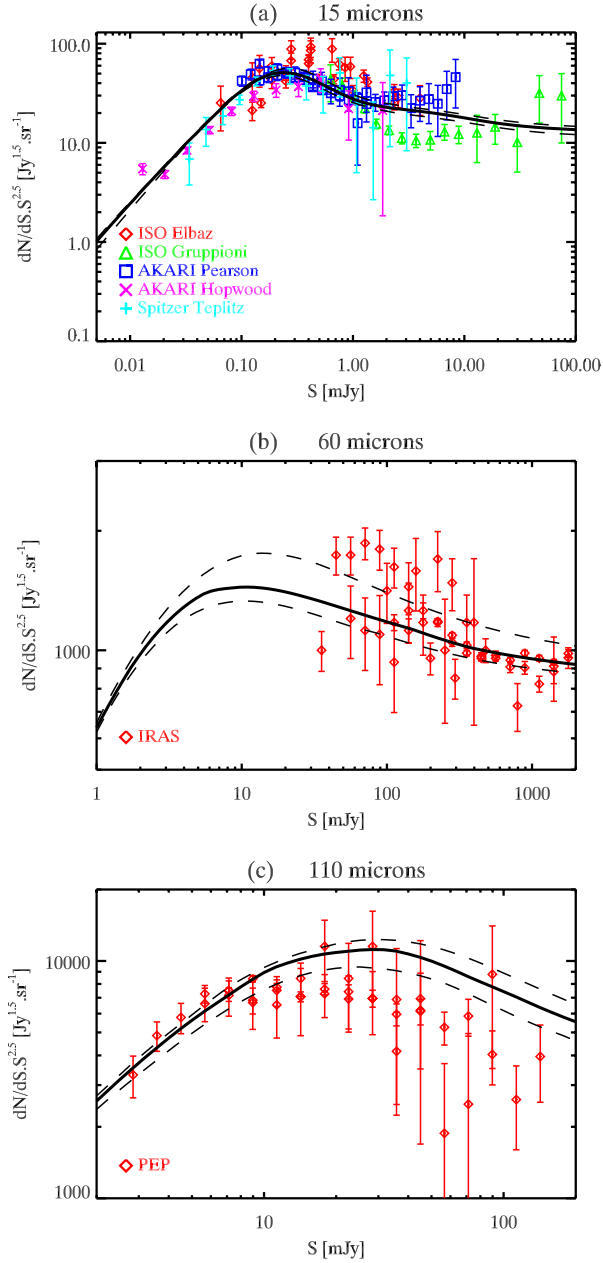 (a) 15 microns
100.0
10.0
1.0
0.1
dN/dS.S^2.5 [Jy^1.5.sr^-1]
ISO Elbaz
ISO Gruppioni
AKARI Pearson
AKARI Hopwood
Spitzer Teplitz
0.01 0.10 1.00 10.00 100.00
S [mJy]
(b) 60 microns
1000
dN/dS.S^2.5 [Jy^1.5.sr^-1]
IRAS
1 10 100 1000
S [mJy]
(c) 110 microns
10000
1000
dN/dS.S^2.5 [Jy^1.5.sr^-1]
PEP
10 100
S [mJy]